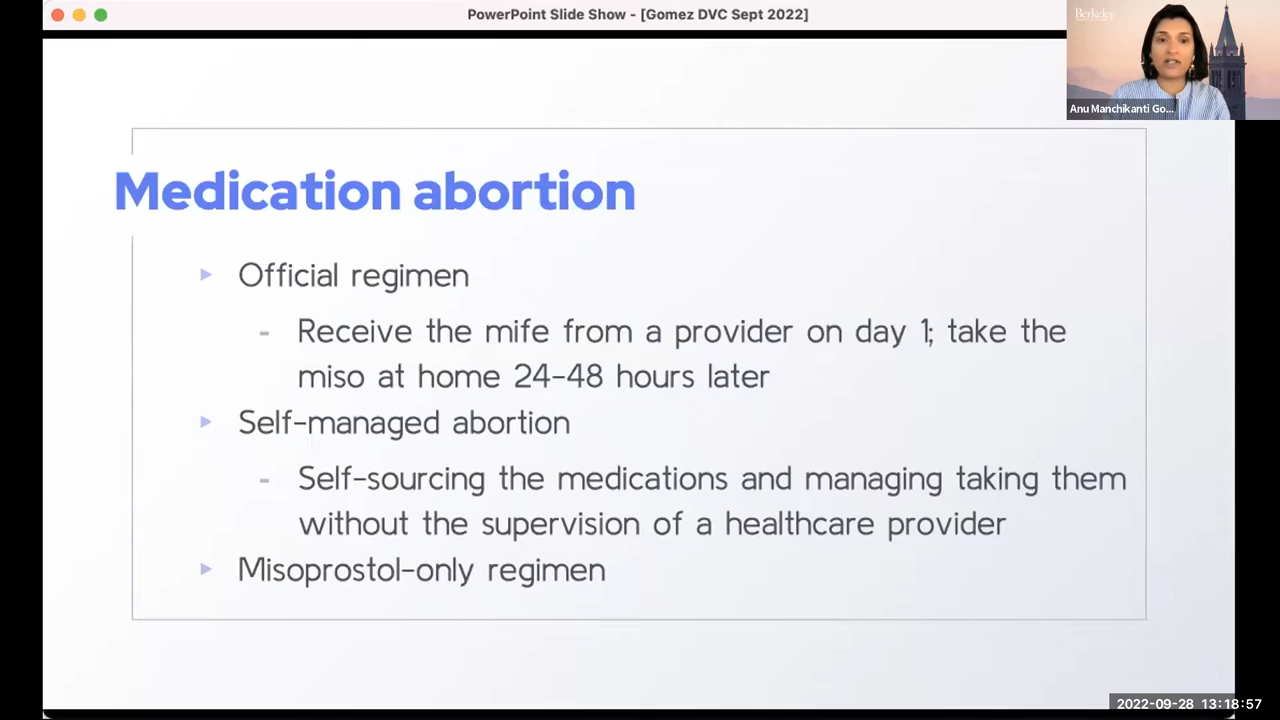 PowerPoint Slide Show - [Gomez DVC Sept 2022]
Berkeley
Anu Manchikanti Go...
Medication abortion
Official regimen
- Receive the mife from a provider on day 1; take the
miso at home 24-48 hours later
Self-managed abortion
- Self-sourcing the medications and managing taking them
without the supervision of a healthcare provider
Misoprostol-only regimen
2022-09-28 13:18:57